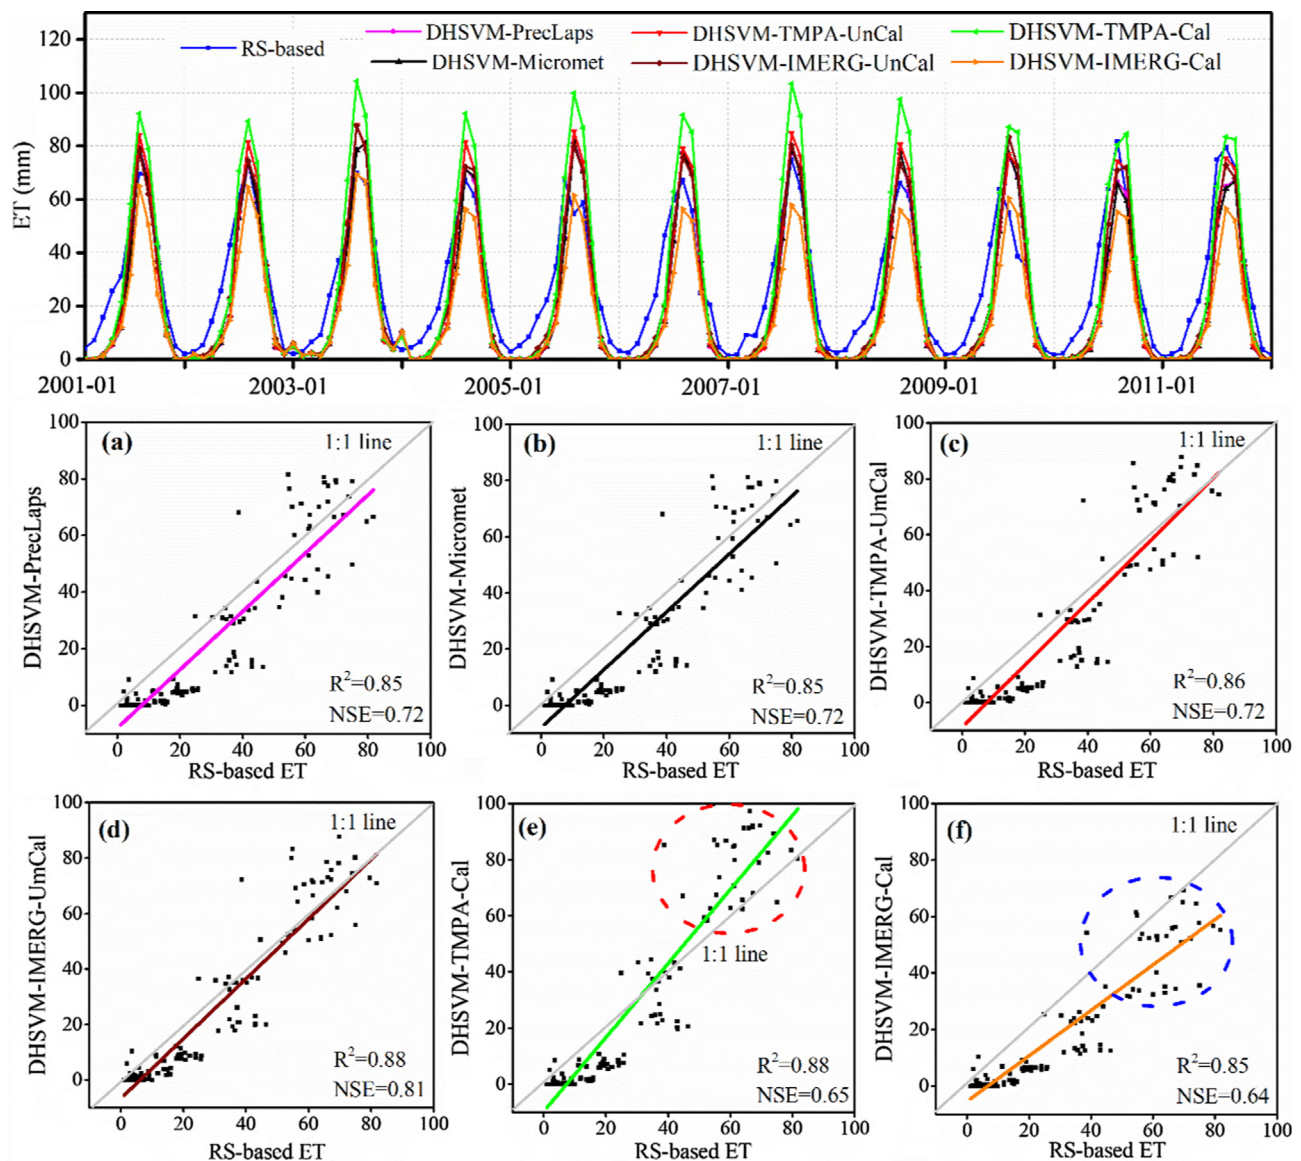 120
100
80
60
40
20
0
ET (mm)
RS-based
DHSVM-PrecLaps
DHSVM-TMPA-UnCal
DHSVM-TMPA-Cal
DHSVM-Micromet
DHSVM-IMERG-UnCal
DHSVM-IMERG-Cal
2001-01 2003-01 2005-01 2007-01 2009-01 2011-01
(a)
1:1 line
100
80
60
40
20
0
DHSVM-PrecLaps
R²=0.85
NSE=0.72
0 20 40 60 80 100
RS-based ET
(b)
1:1 line
100
80
60
40
20
0
DHSVM-Micromet
R²=0.85
NSE=0.72
0 20 40 60 80 100
RS-based ET
(c)
1:1 line
100
80
60
40
20
0
DHSVM-TMPA-UmCal
R²=0.86
NSE=0.72
0 20 40 60 80 100
RS-based ET
(d)
1:1 line
100
80
60
40
20
0
DHSVM-IMERG-UmCal
R²=0.88
NSE=0.81
0 20 40 60 80 100
RS-based ET
(e)
1:1 line
100
80
60
40
20
0
DHSVM-TMPA-Cal
R²=0.88
NSE=0.65
0 20 40 60 80 100
RS-based ET
(f)
1:1 line
100
80
60
40
20
0
DHSVM-IMERG-Cal
R²=0.85
NSE=0.64
0 20 40 60 80 100
RS-based ET